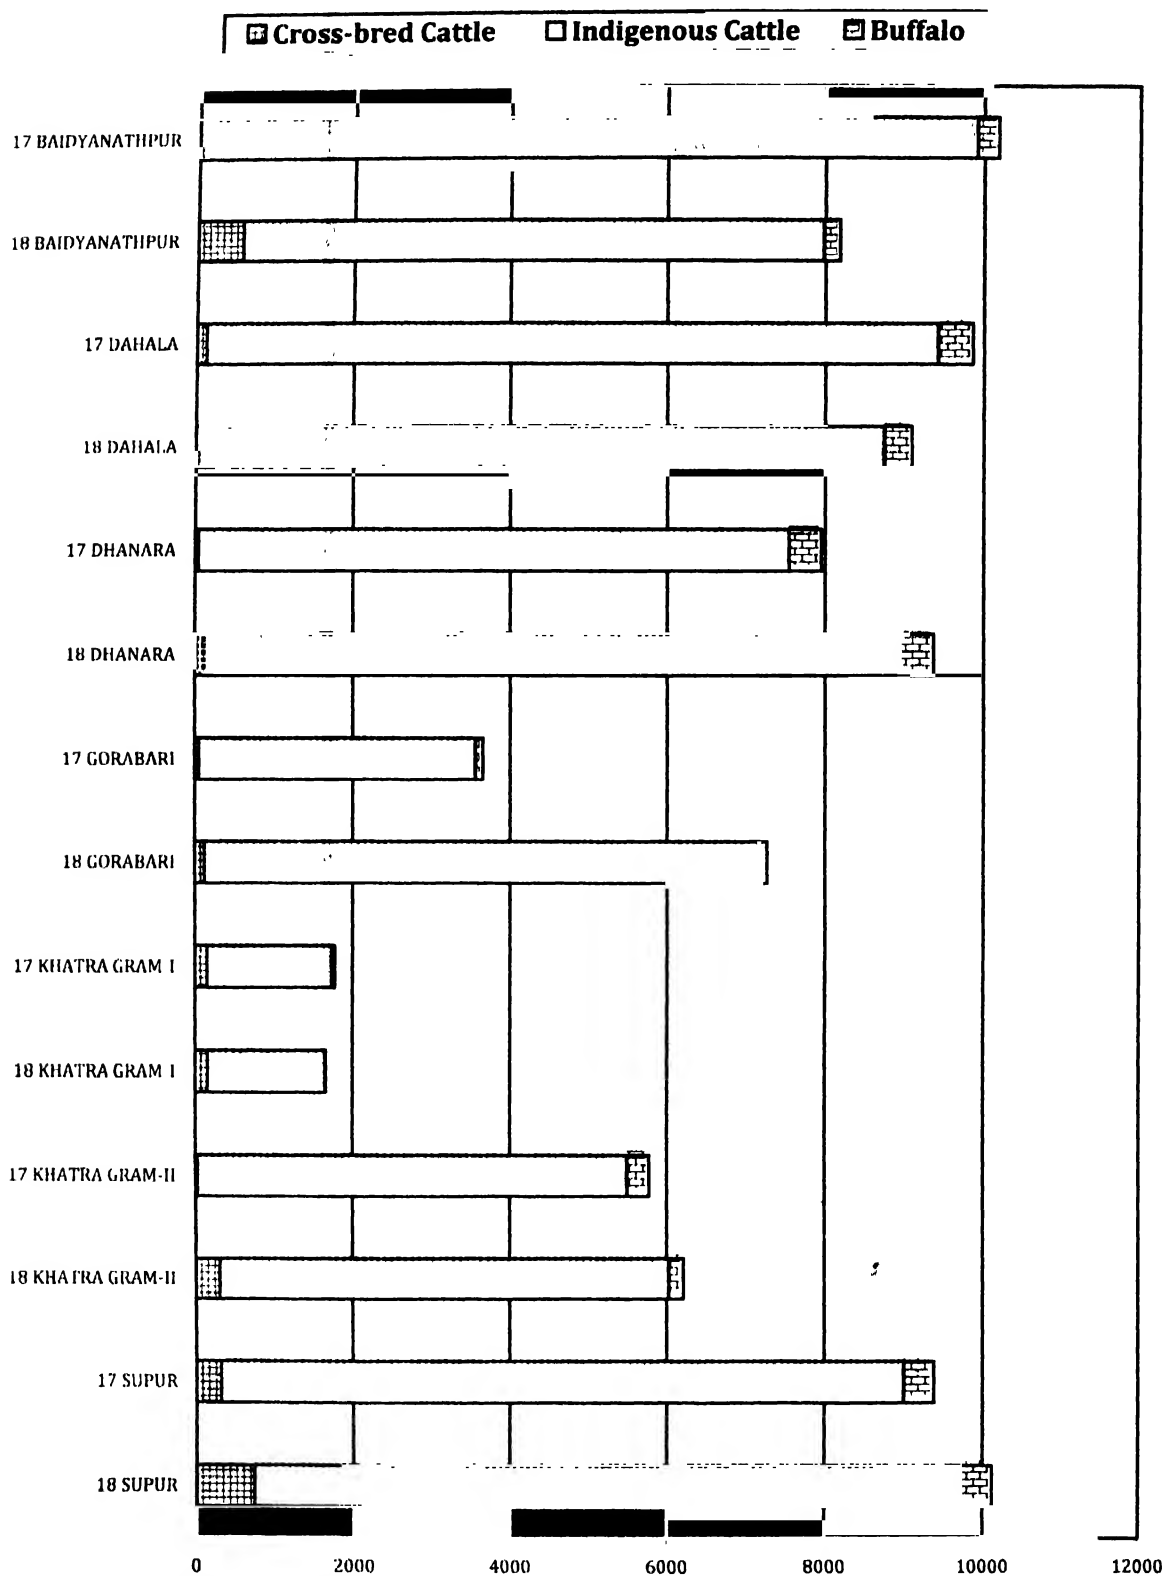 Cross-bred Cattle Indigenous Cattle Buffalo
17 BAIDYANATHPUR
18 BAIDYANATHPUR
17 DAHALA
18 DAHALA
17 DHANARA
18 DHANARA
17 GORABARI
18 GORABARI
17 KHATRA GRAM-I
18 KHATRA GRAM-I
17 KHATRA GRAM-II
18 KHATRA GRAM-II
17 SUPUR
18 SUPUR
0 2000 4000 6000 8000 10000 12000